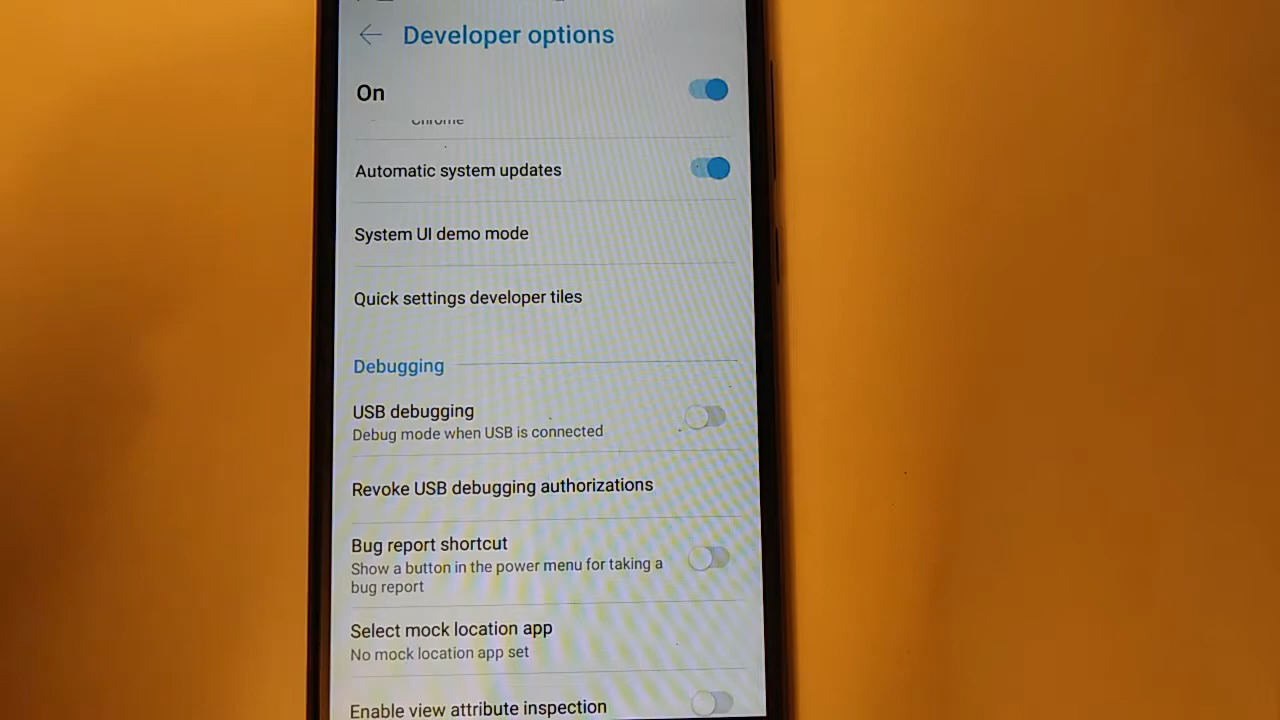 Developer options
On
Chrome
Automatic system updates
System UI demo mode
Quick settings developer tiles
Debugging
USB debugging
Debug mode when USB is connected
Revoke USB debugging authorizations
Bug report shortcut
Show a button in the power menu for taking a
bug report
Select mock location app
No mock location app set
Enable view attribute inspection